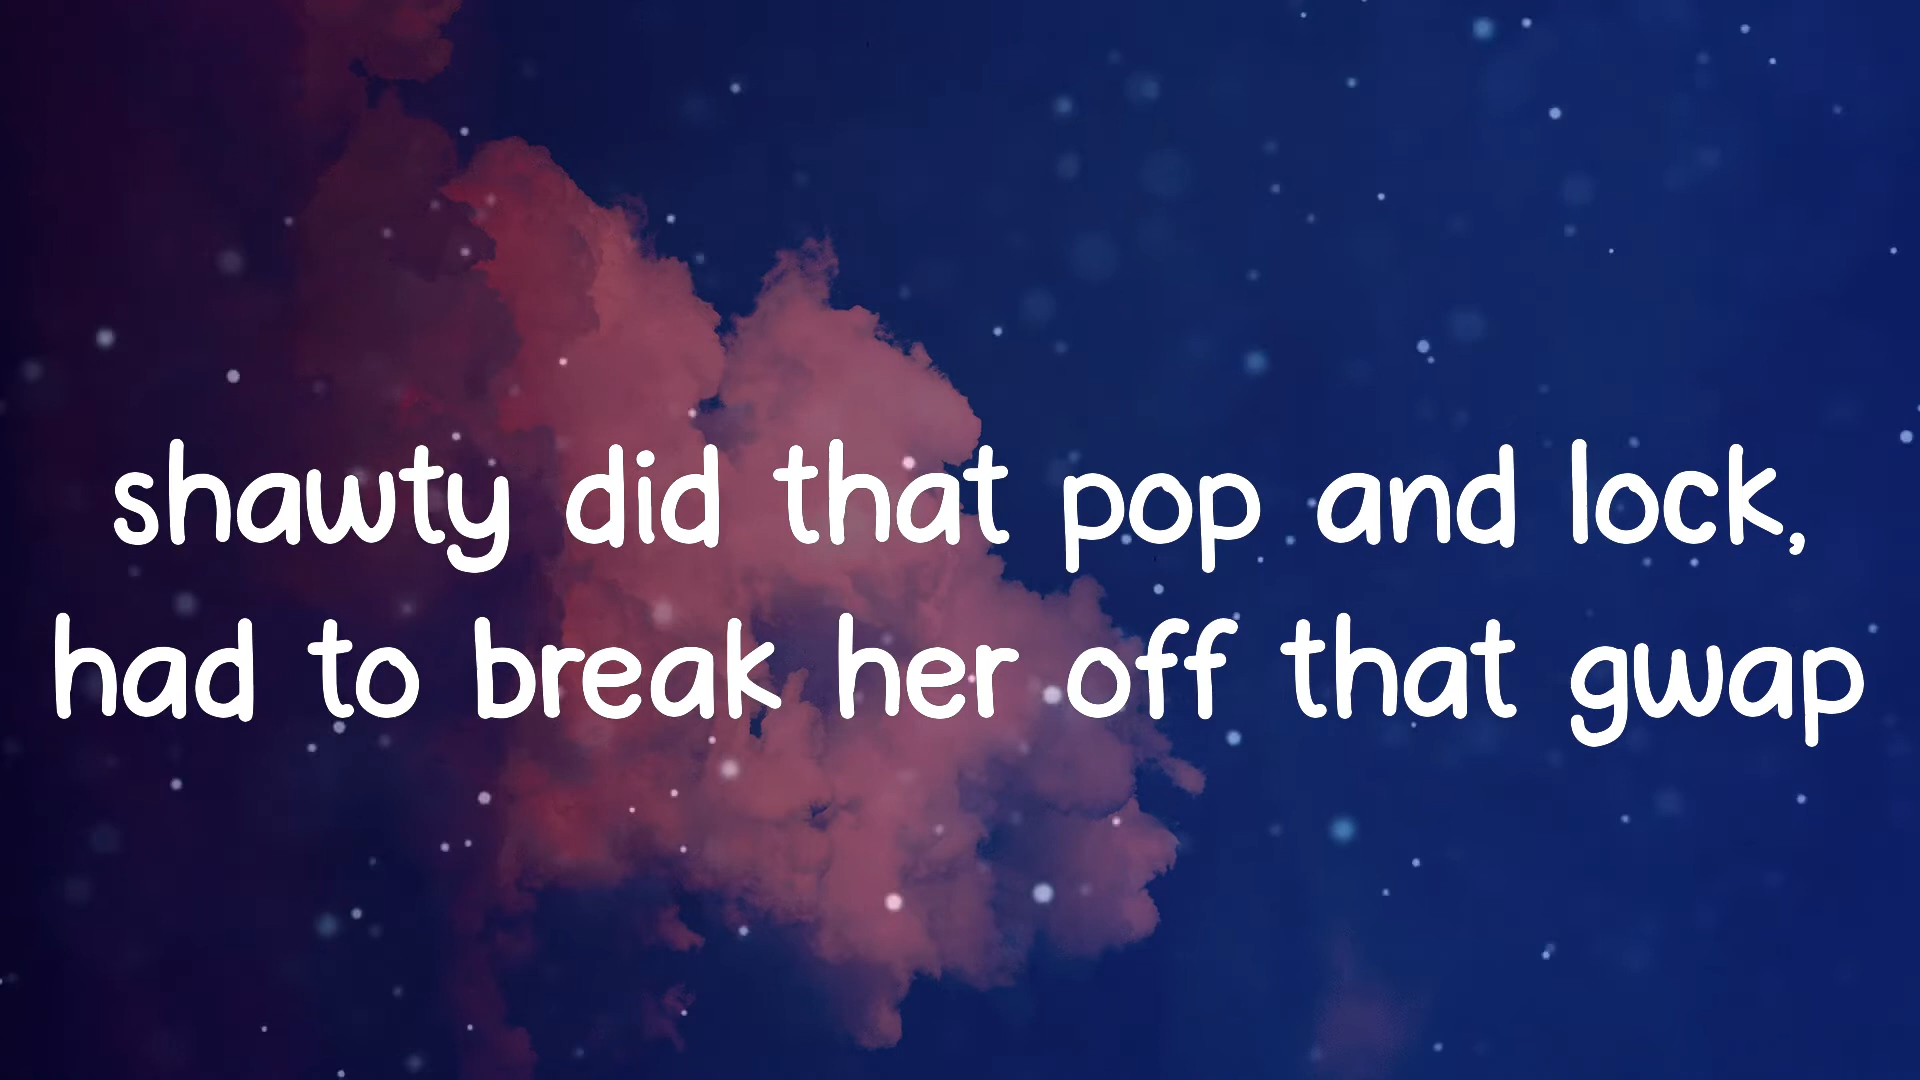 shawty did that pop and lock,
had to break her off that gwap